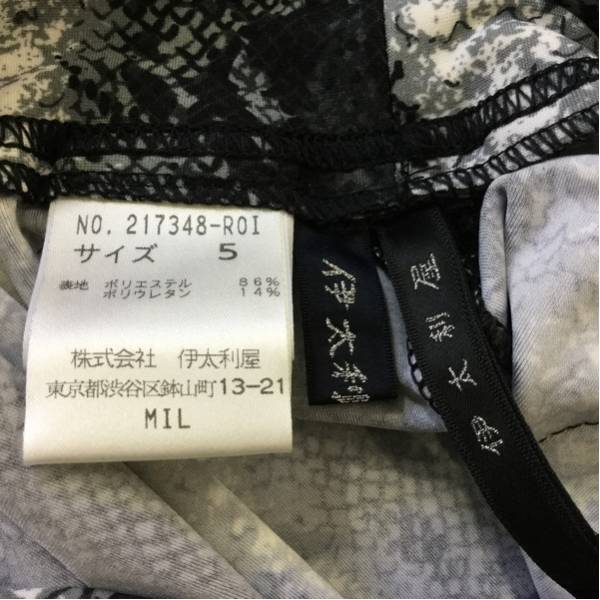 NO. 217348-ROI
サイズ 5
表地 ポリエステル 86%
ポリウレタン 14%
株式会社 伊太利屋
東京都渋谷区鉢山町13-21
MIL
伊太利
伊太利屋